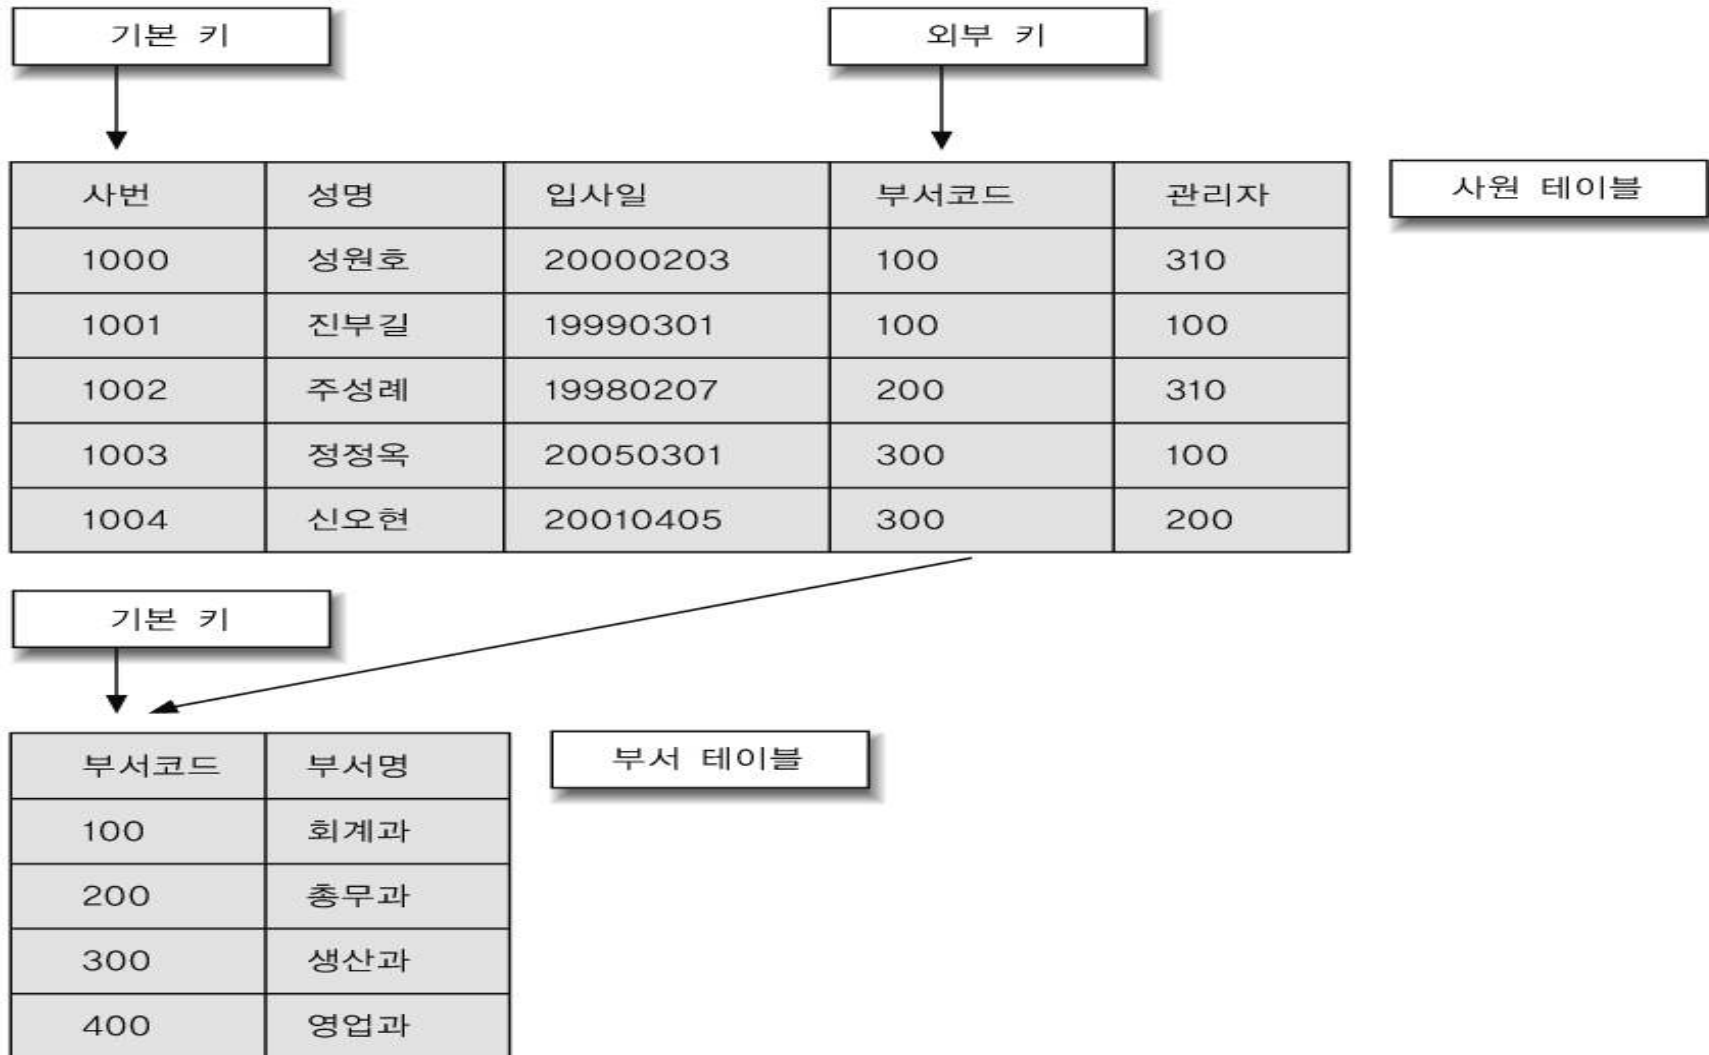 기본 키
외부 키
사번 성명 입사일 부서코드 관리자
사원 테이블
1000 성원호 20000203 100 310
1001 진부길 19990301 100 100
1002 주성례 19980207 200 310
1003 정정옥 20050301 300 100
1004 신오현 20010405 300 200
기본 키
부서코드 부서명
부서 테이블
100 회계과
200 총무과
300 생산과
400 영업과